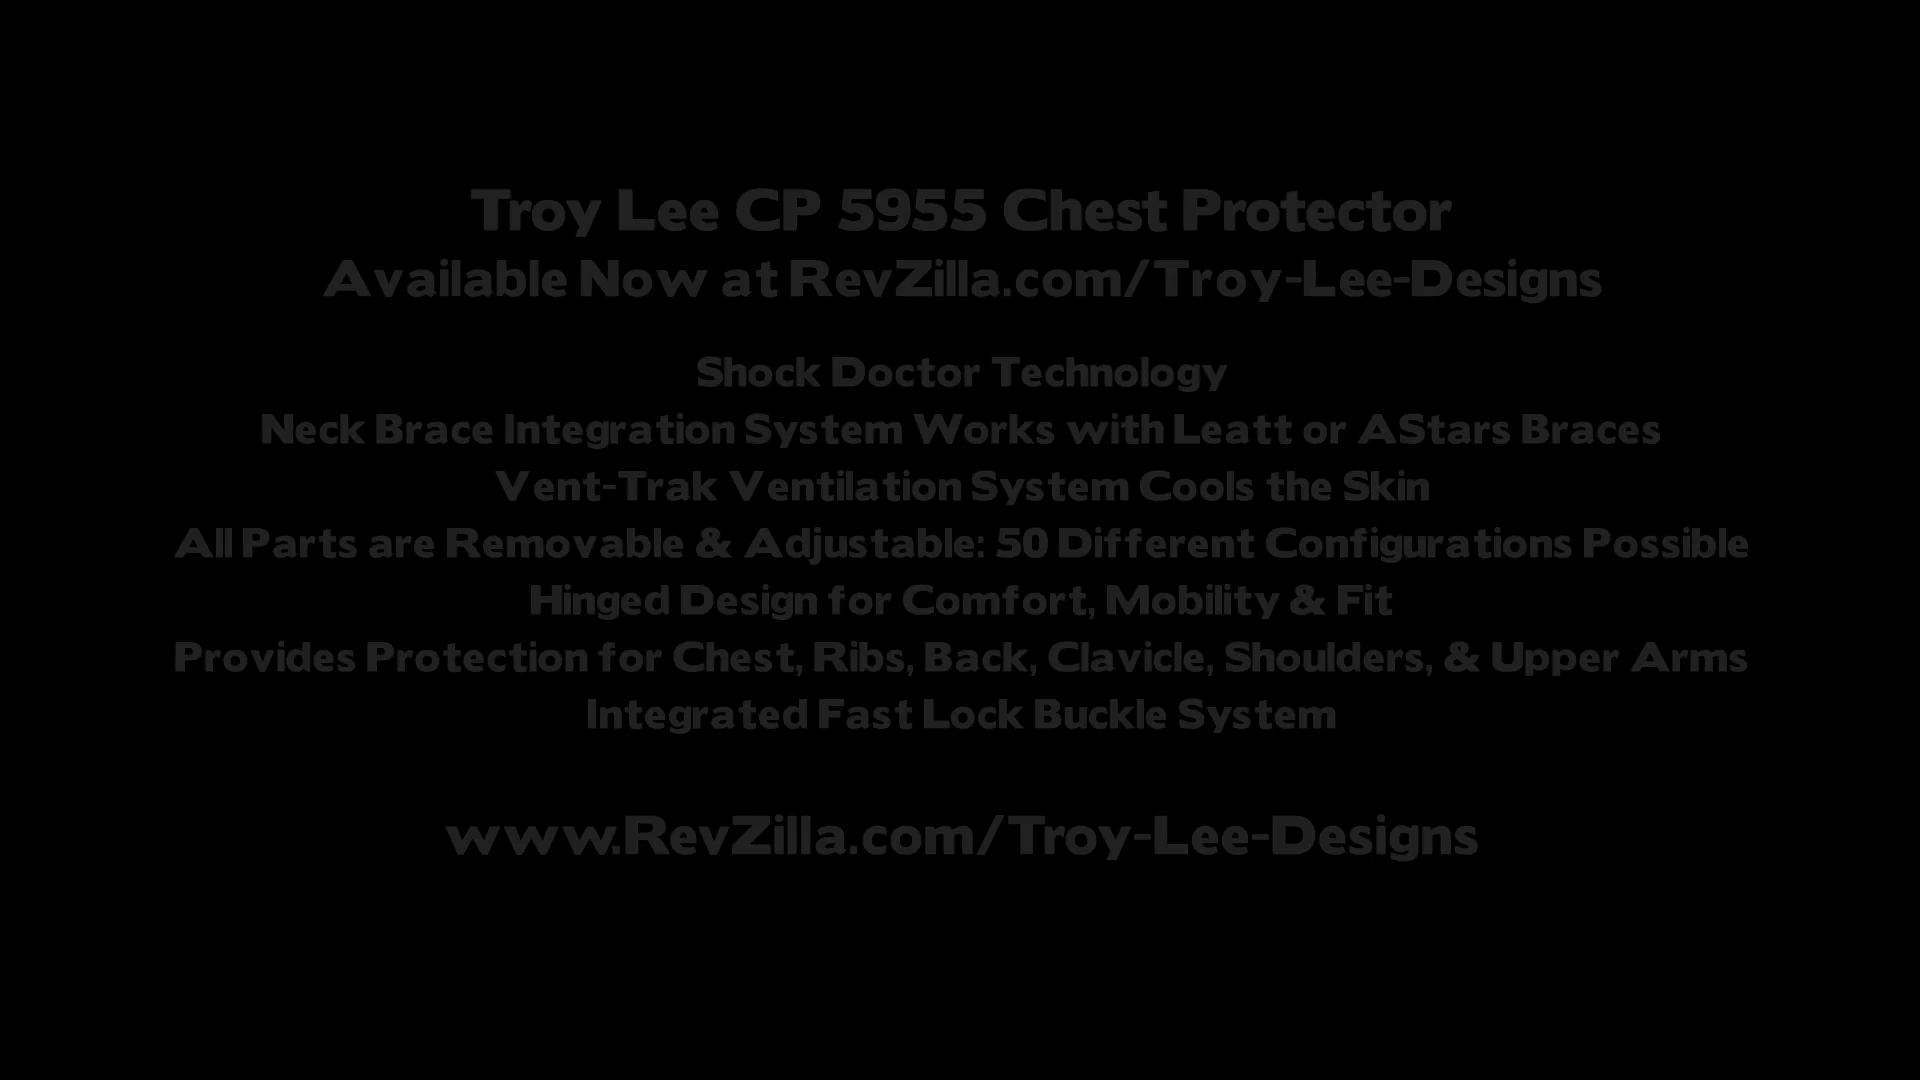 Troy Lee CP 5955 Chest Protector
Available Now at RevZilla.com/Troy-Lee-Designs
Shock Doctor Technology
Neck Brace Integration System Works with Leatt or AStars Braces
Vent-Trak Ventilation System Cools the Skin
All Parts are Removable & Adjustable: 50 Different Configurations Possible
Hinged Design for Comfort, Mobility & Fit
Provides Protection for Chest, Ribs, Back, Clavicle, Shoulders, & Upper Arms
Integrated Fast Lock Buckle System
www.RevZilla.com/Troy-Lee-Designs